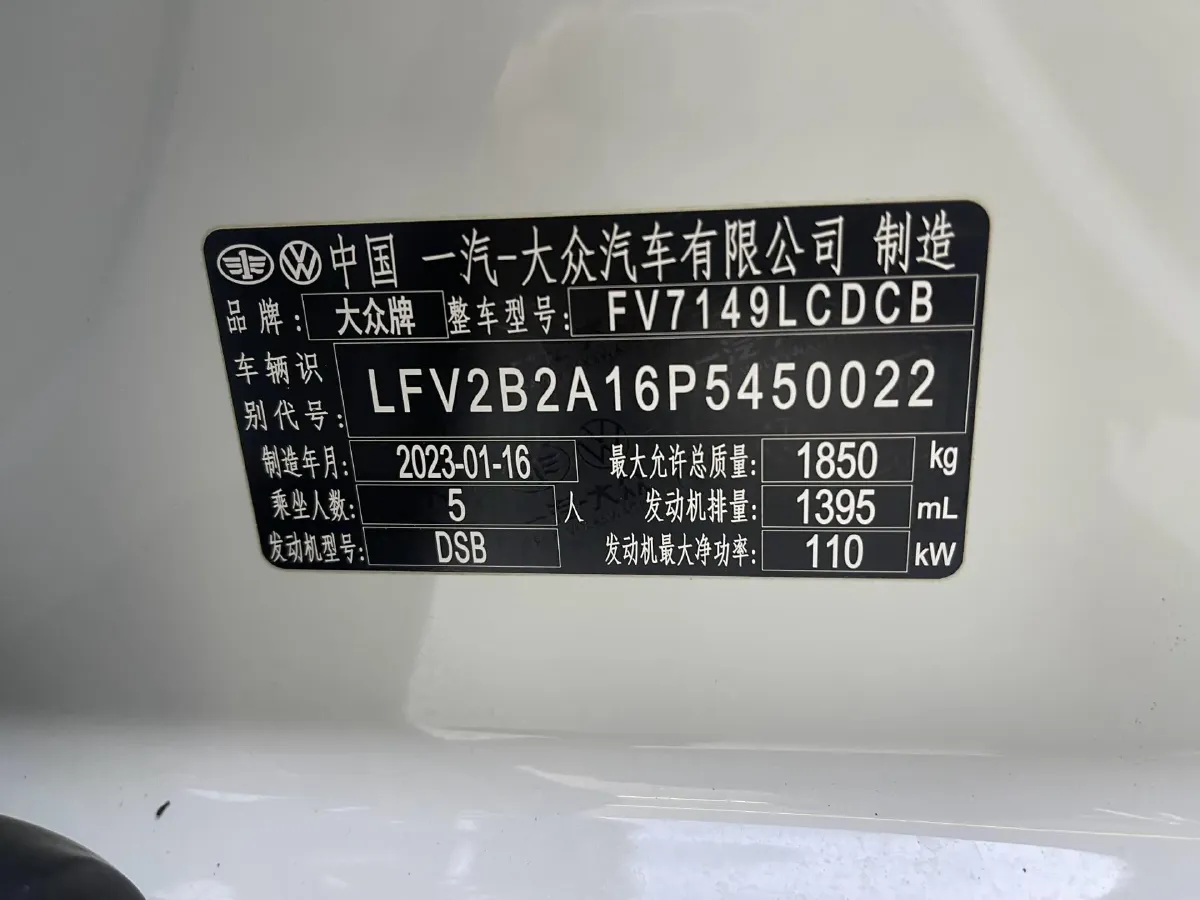 中国 一汽-大众汽车有限公司 制造
品牌: 大众牌 整车型号: FV7149LCDCB
车辆识别代号: LFV2B2A16P5450022
制造年月: 2023-01-16 最大允许总质量: 1850 kg
乘坐人数: 5 人 发动机排量: 1395 mL
发动机型号: DSB 发动机最大净功率: 110 kW